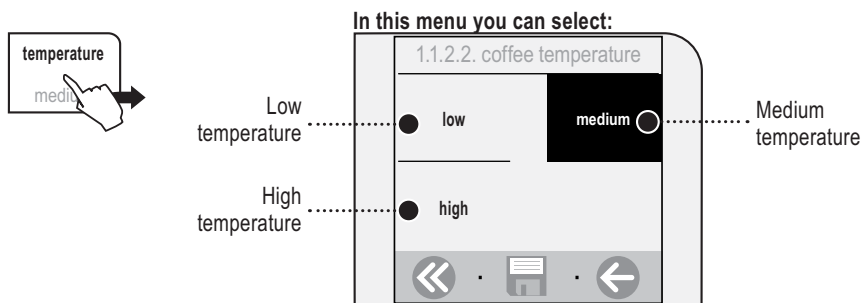 In this menu you can select:
temperature
medi
1.1.2.2. coffee temperature
Low
temperature
low
medium
Medium
temperature
High
temperature
high